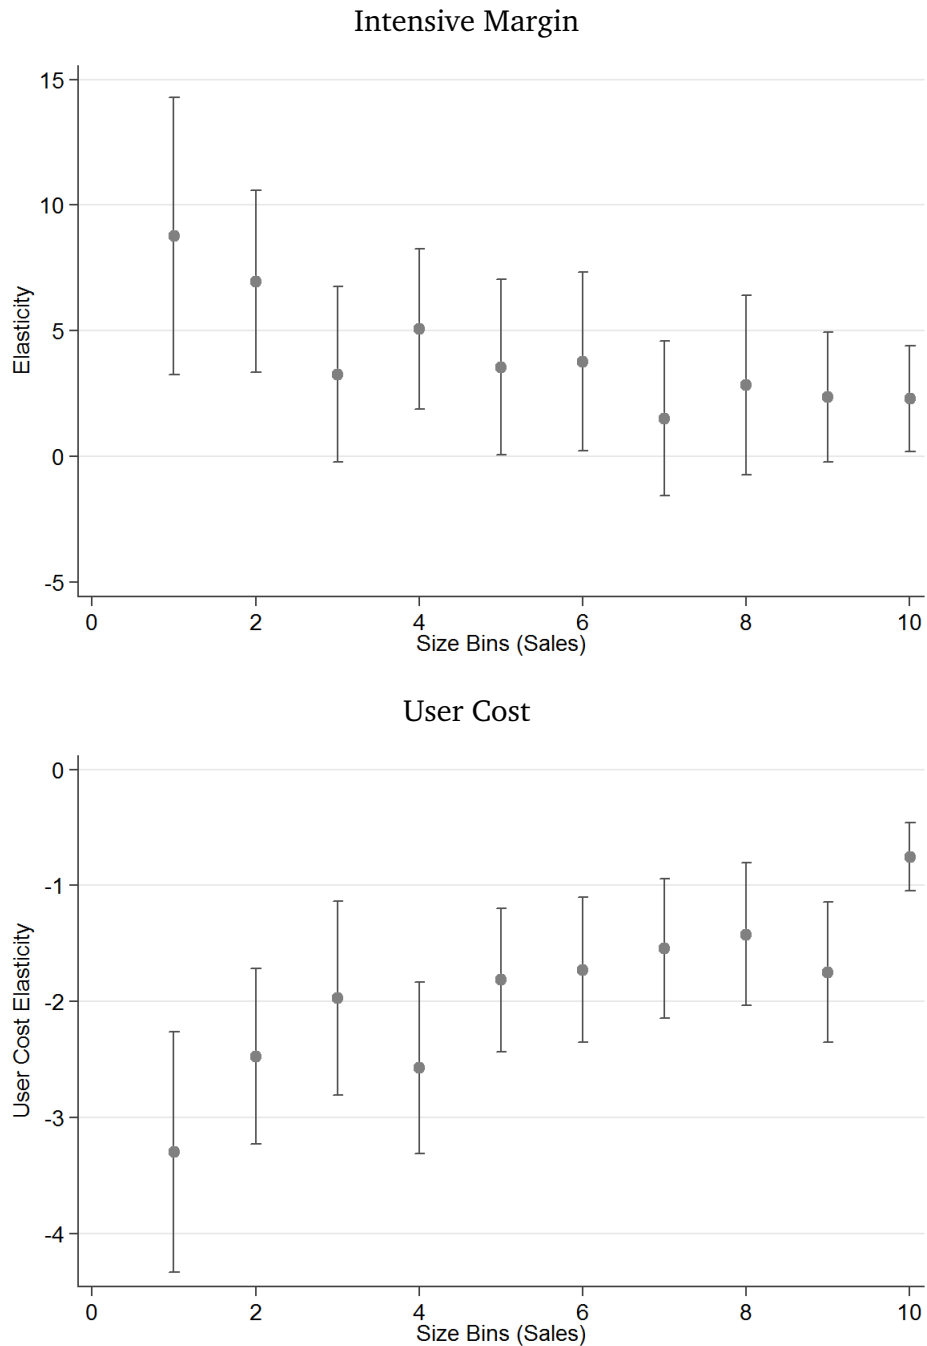 Intensive Margin
15
10
5
0
-5
Elasticity
0 2 4 6 8 10
Size Bins (Sales)
User Cost
0
-1
-2
-3
-4
User Cost Elasticity
0 2 4 6 8 10
Size Bins (Sales)